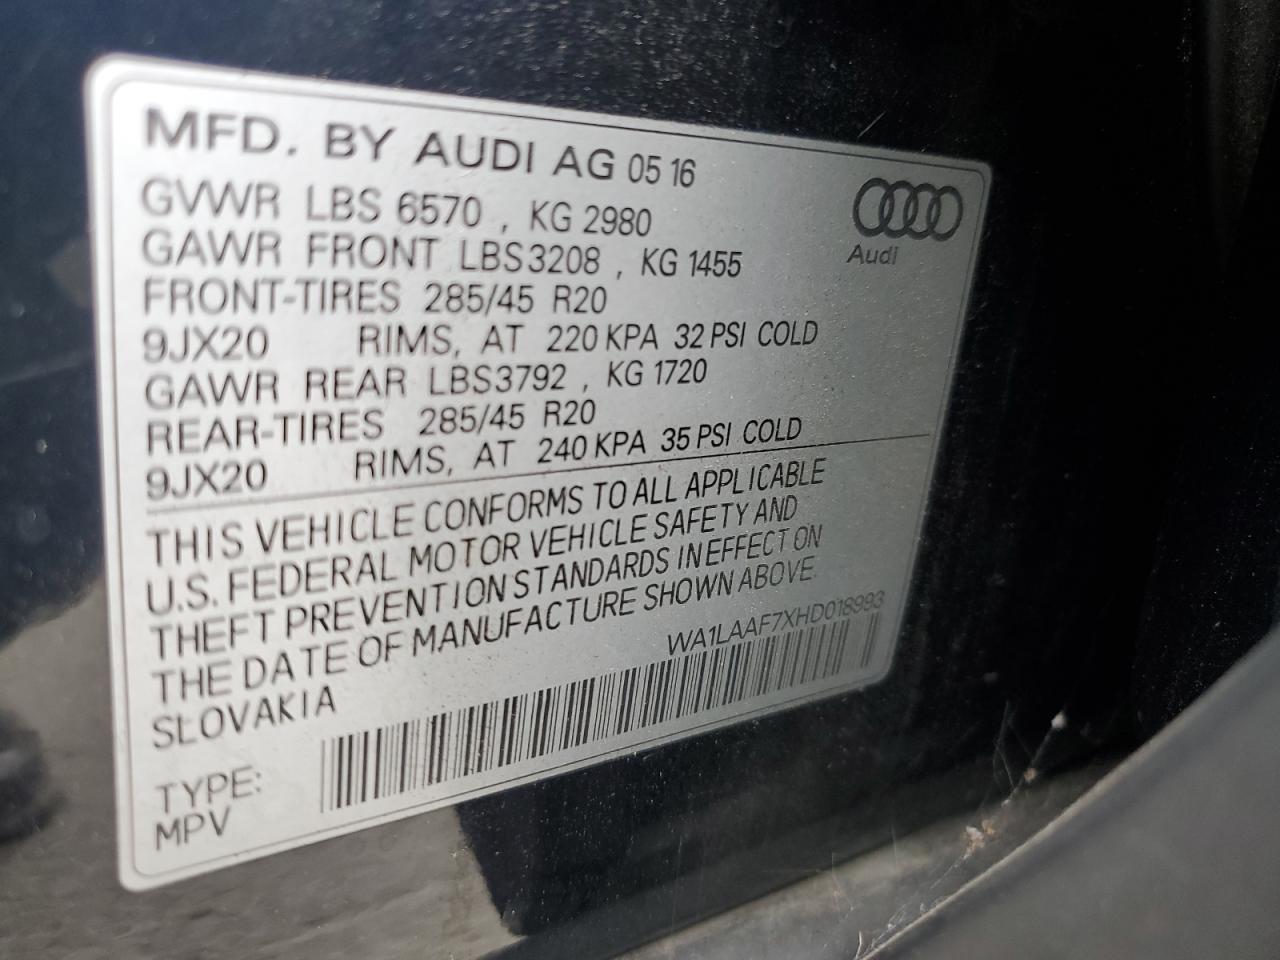 MFD. BY AUDI AG 05 16
GVWR LBS 6570 , KG 2980
GAWR FRONT LBS3208 , KG 1455
FRONT-TIRES 285/45 R20
9JX20 RIMS, AT 220 KPA 32 PSI COLD
GAWR REAR LBS3792 , KG 1720
REAR-TIRES 285/45 R20
9JX20 RIMS, AT 240 KPA 35 PSI COLD
Audi
THIS VEHICLE CONFORMS TO ALL APPLICABLE
U.S. FEDERAL MOTOR VEHICLE SAFETY AND
THEFT PREVENTION STANDARDS IN EFFECT ON
THE DATE OF MANUFACTURE SHOWN ABOVE.
SLOVAKIA
WA1LAAF7XHD018993
TYPE:
MPV